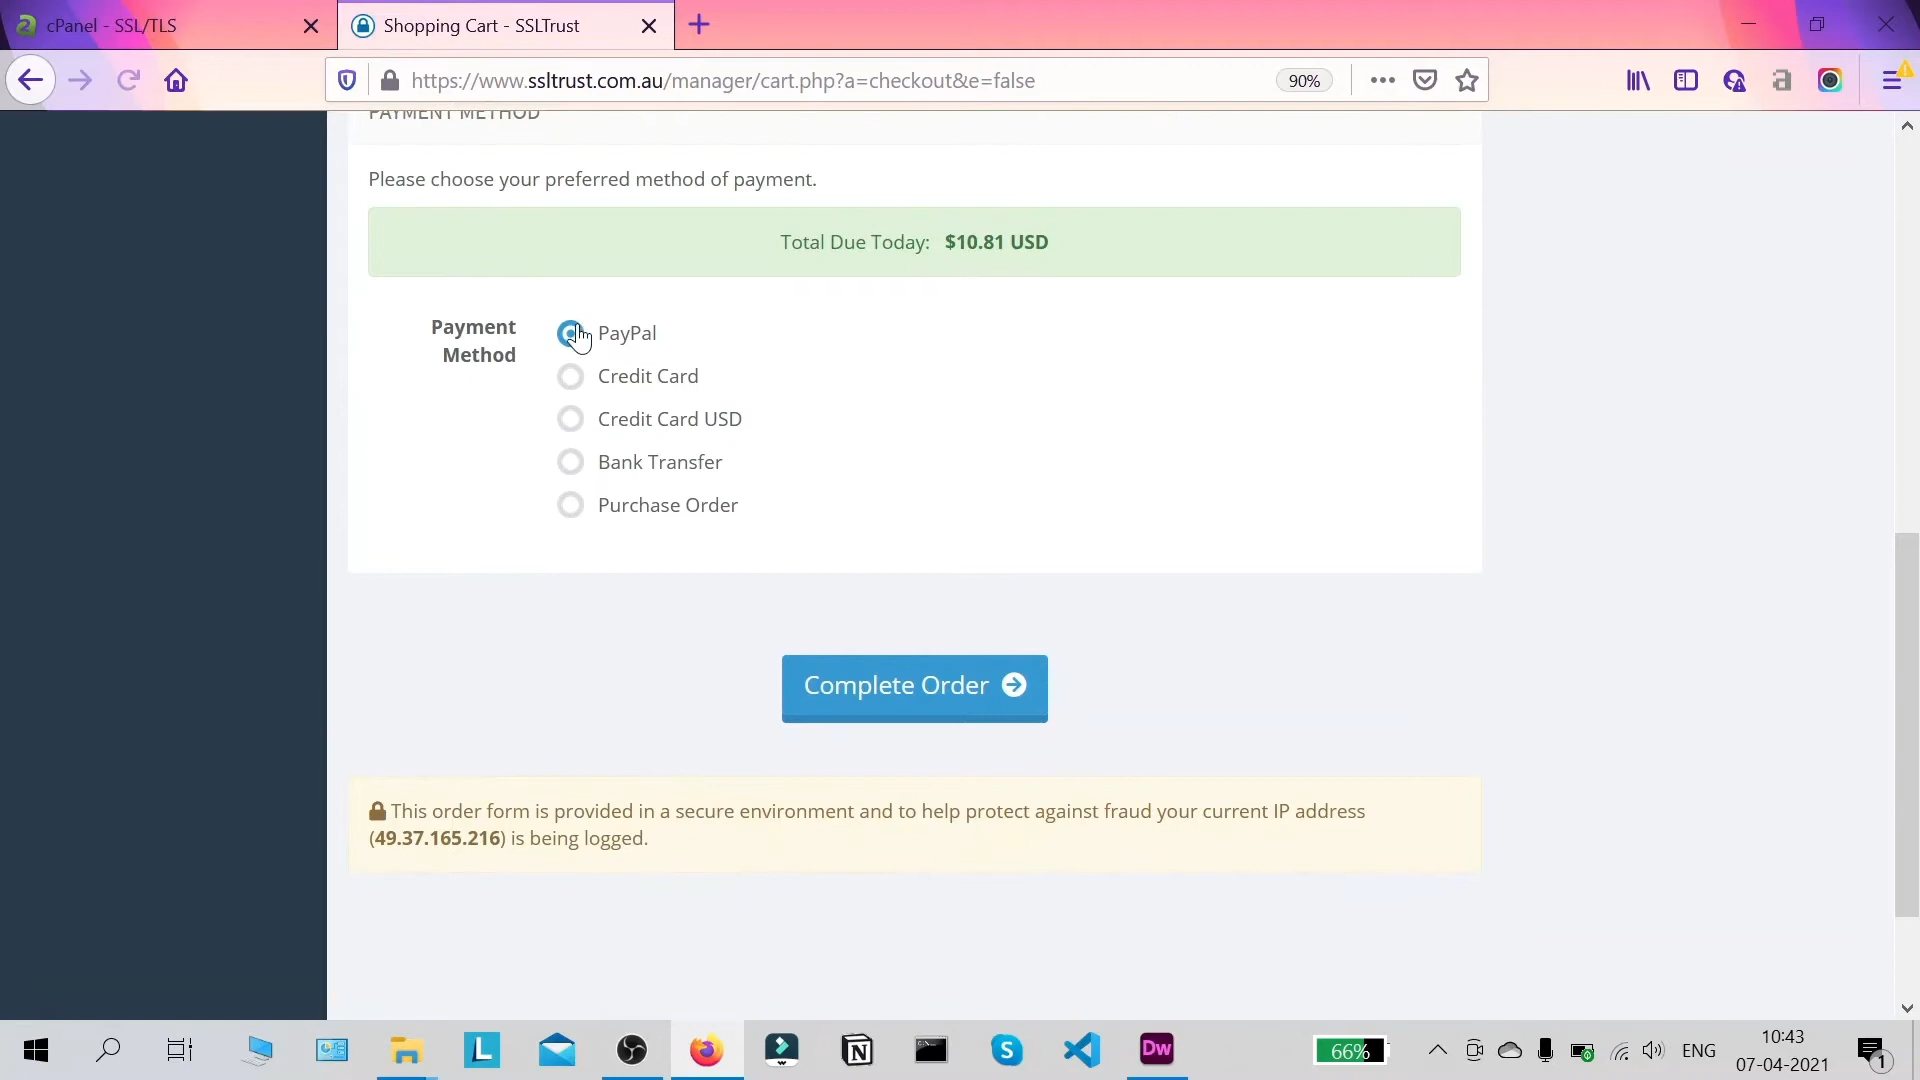 cPanel - SSL/TLS
Shopping Cart - SSLTrust
https://www.ssltrust.com.au/manager/cart.php?a=checkout&e=false
90%
PAYMENT METHOD
Please choose your preferred method of payment.
Total Due Today: $10.81 USD
Payment
Method
PayPal
Credit Card
Credit Card USD
Bank Transfer
Purchase Order
Complete Order
This order form is provided in a secure environment and to help protect against fraud your current IP address
(49.37.165.216) is being logged.
L
N
S
Dw
66%
ENG
10:43
07-04-2021
1